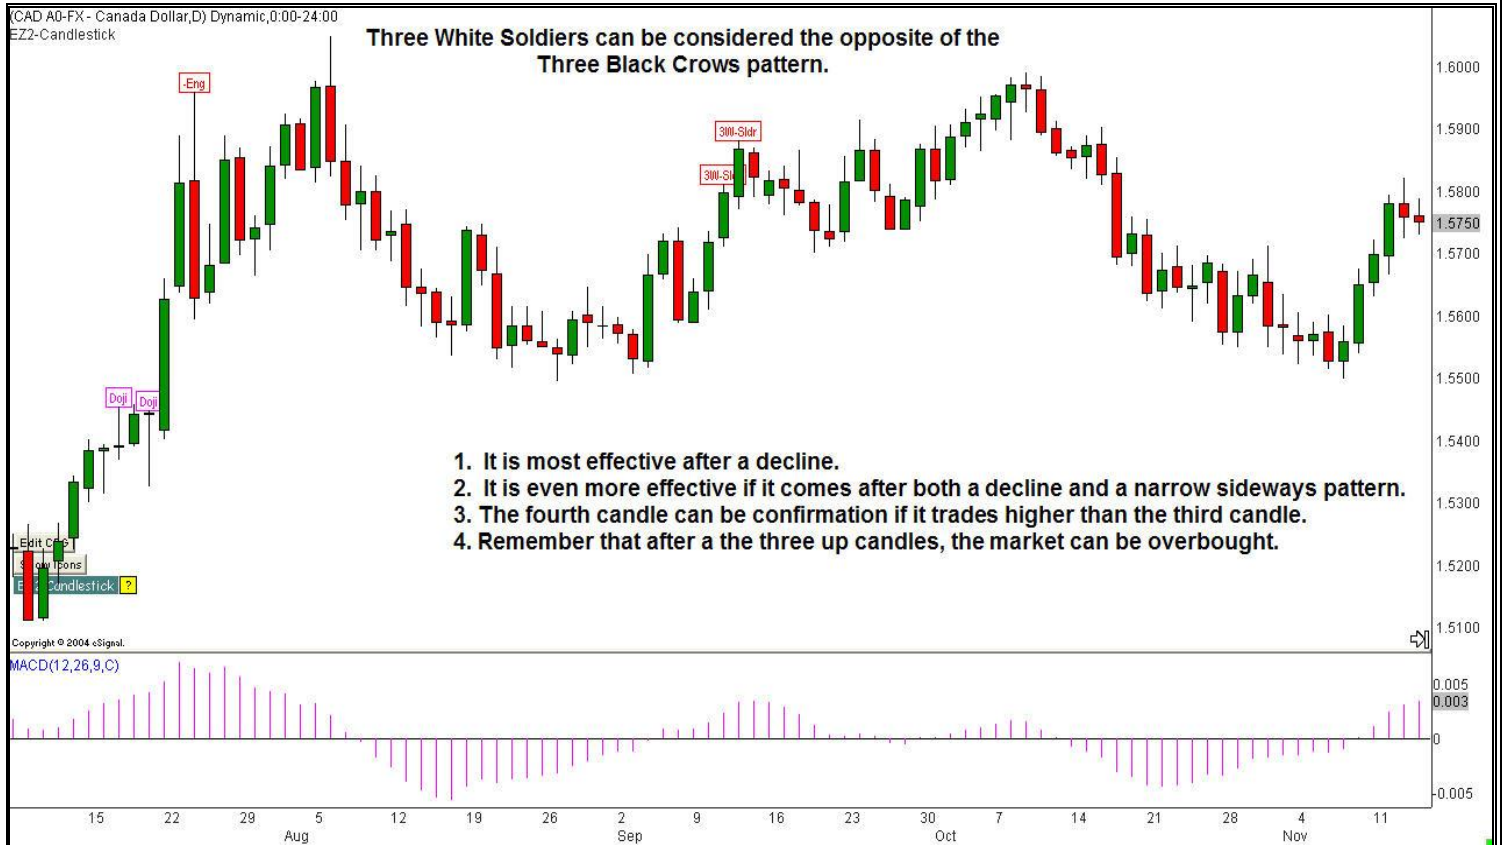 (CAD A0-FX - Canada Dollar,D) Dynamic,0:00-24:00
EZ2-Candlestick
Three White Soldiers can be considered the opposite of the
Three Black Crows pattern.
-Eng
3W-Sldr
Doji
Doji
1. It is most effective after a decline.
2. It is even more effective if it comes after both a decline and a narrow sideways pattern.
3. The fourth candle can be confirmation if it trades higher than the third candle.
4. Remember that after a the three up candles, the market can be overbought.
Edit
Candlestick ?
Copyright © 2004 eSignal.
1.6000
1.5900
1.5800
1.5750
1.5700
1.5600
1.5500
1.5400
1.5300
1.5200
1.5100
MACD(12,26,9,C)
0.005
0.003
0
-0.005
15 22 29 5 12 19 26 2 9 16 23 30 7 14 21 28 4 11
Aug Sep Oct Nov